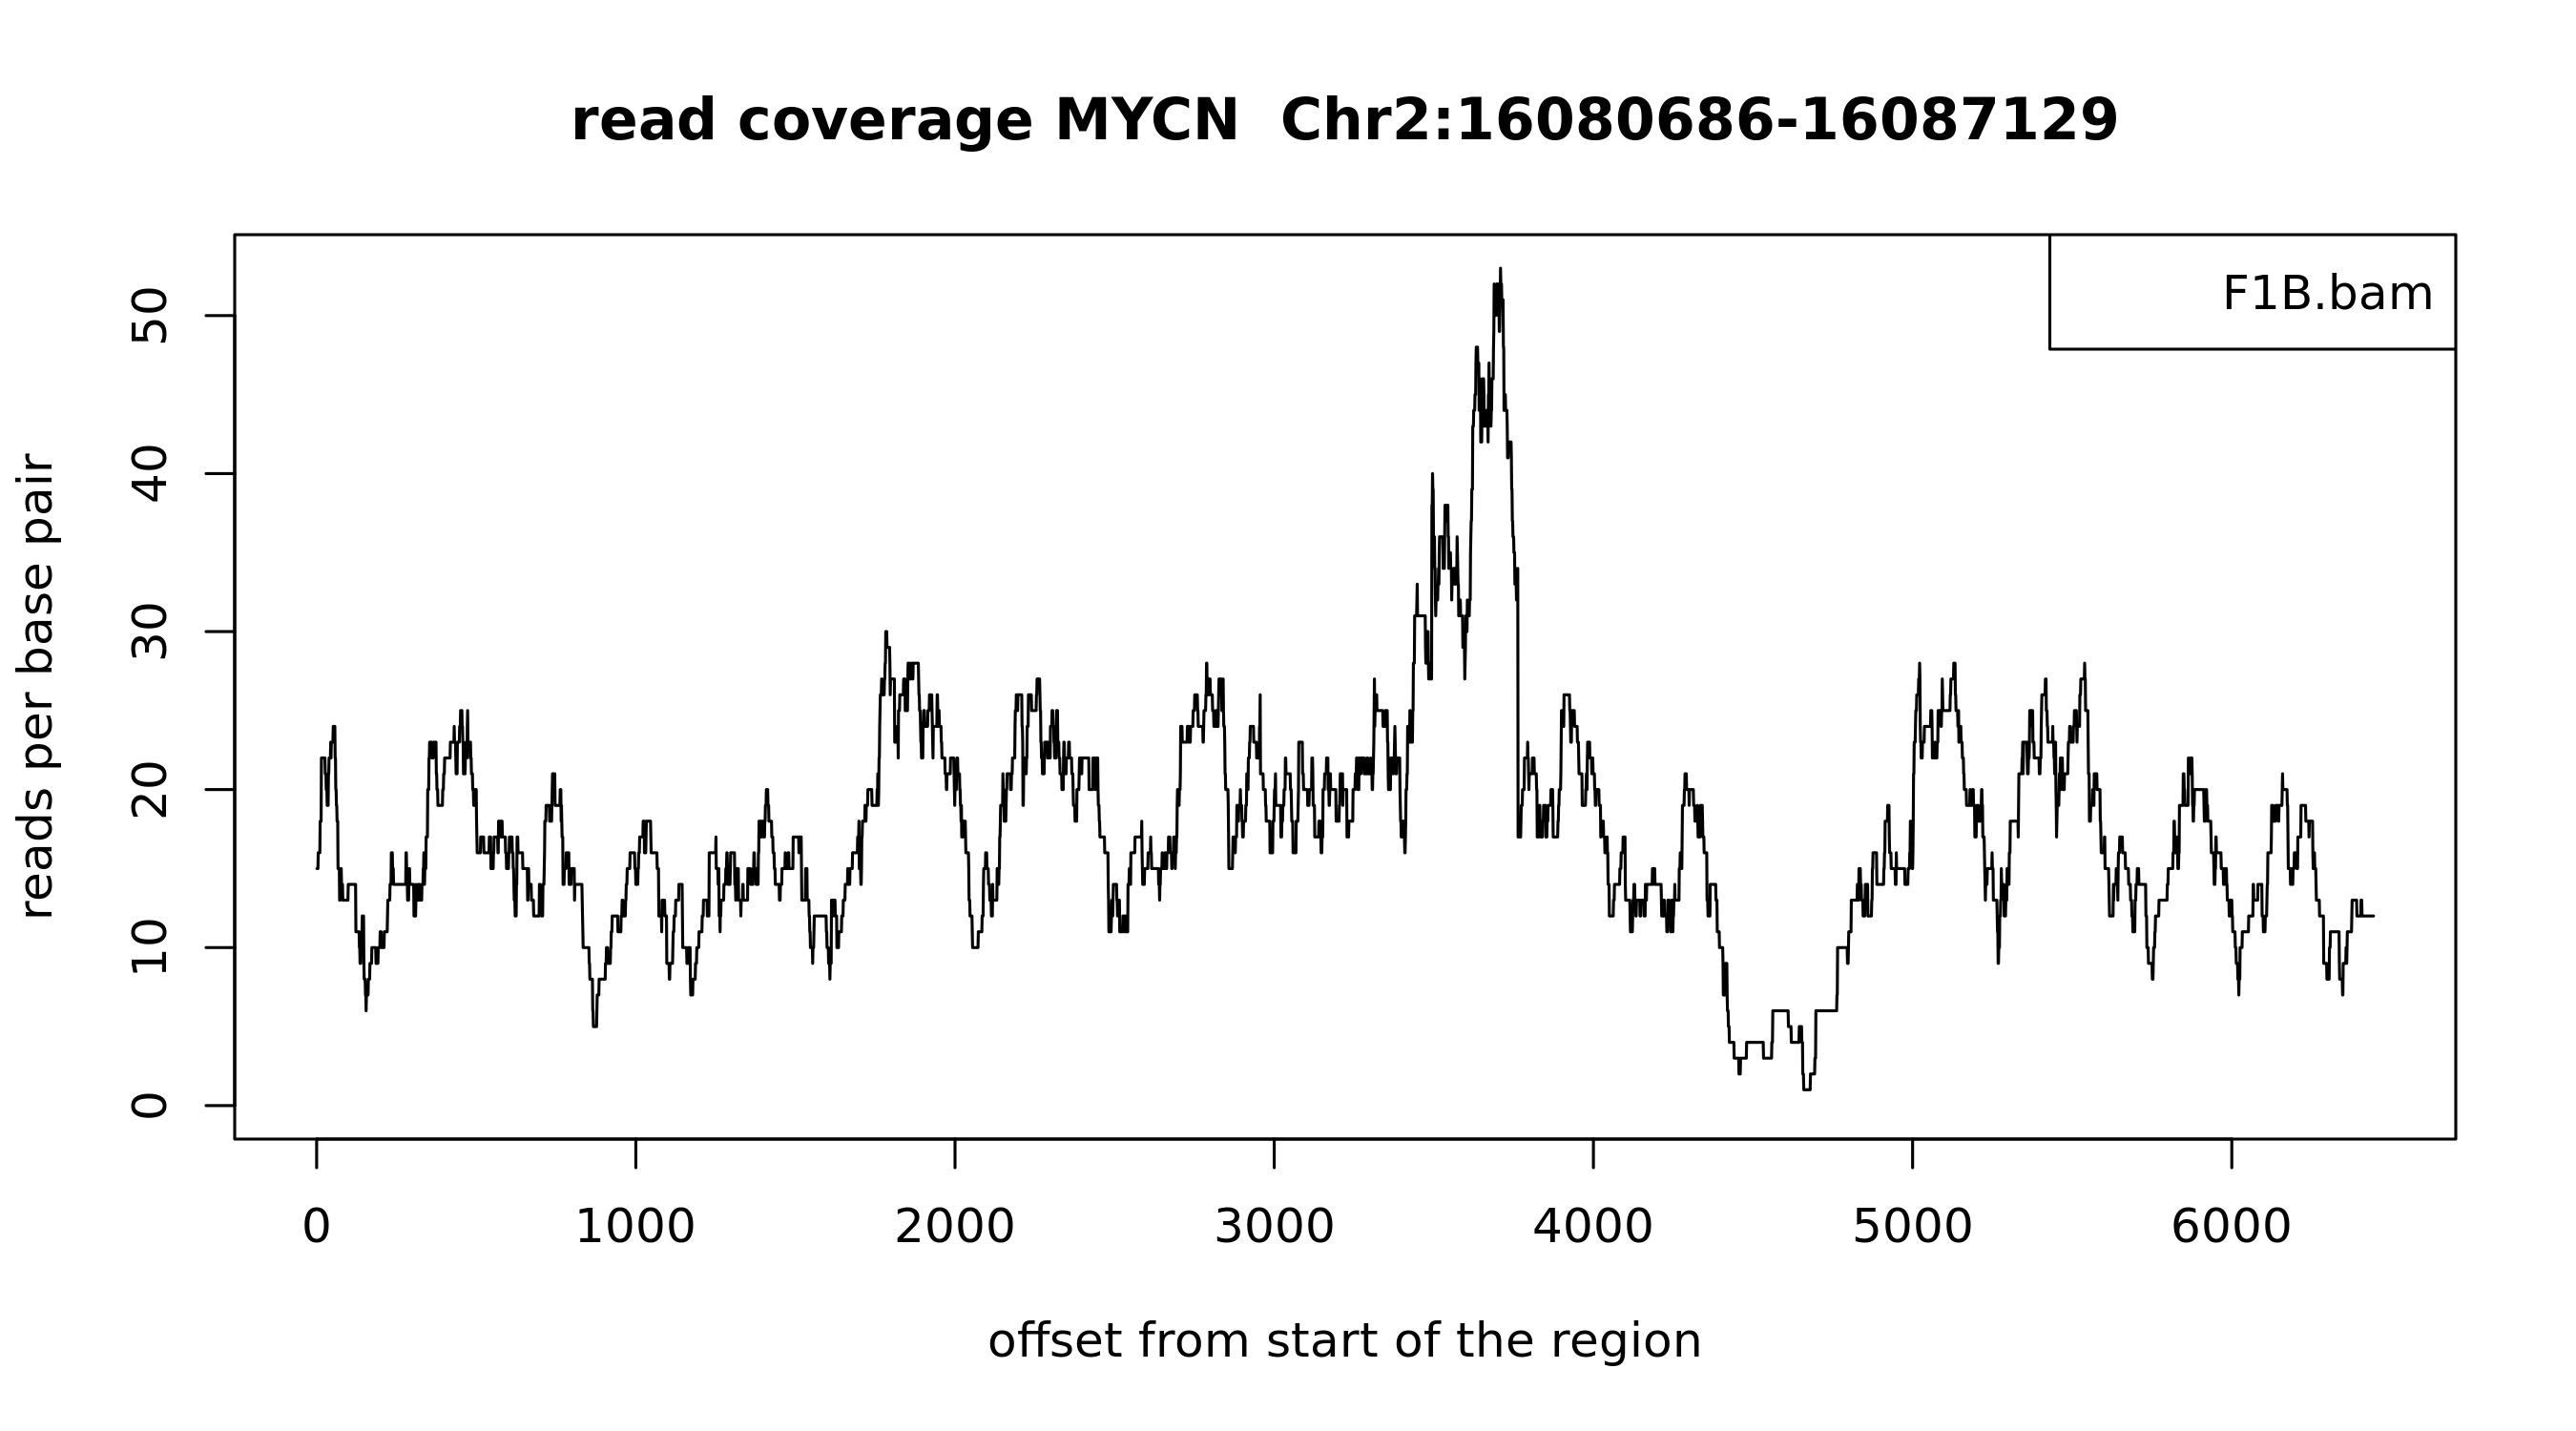 read coverage MYCN  Chr2:16080686-16087129
F1B.bam
reads per base pair
50
40
30
20
10
0
0 1000 2000 3000 4000 5000 6000
offset from start of the region